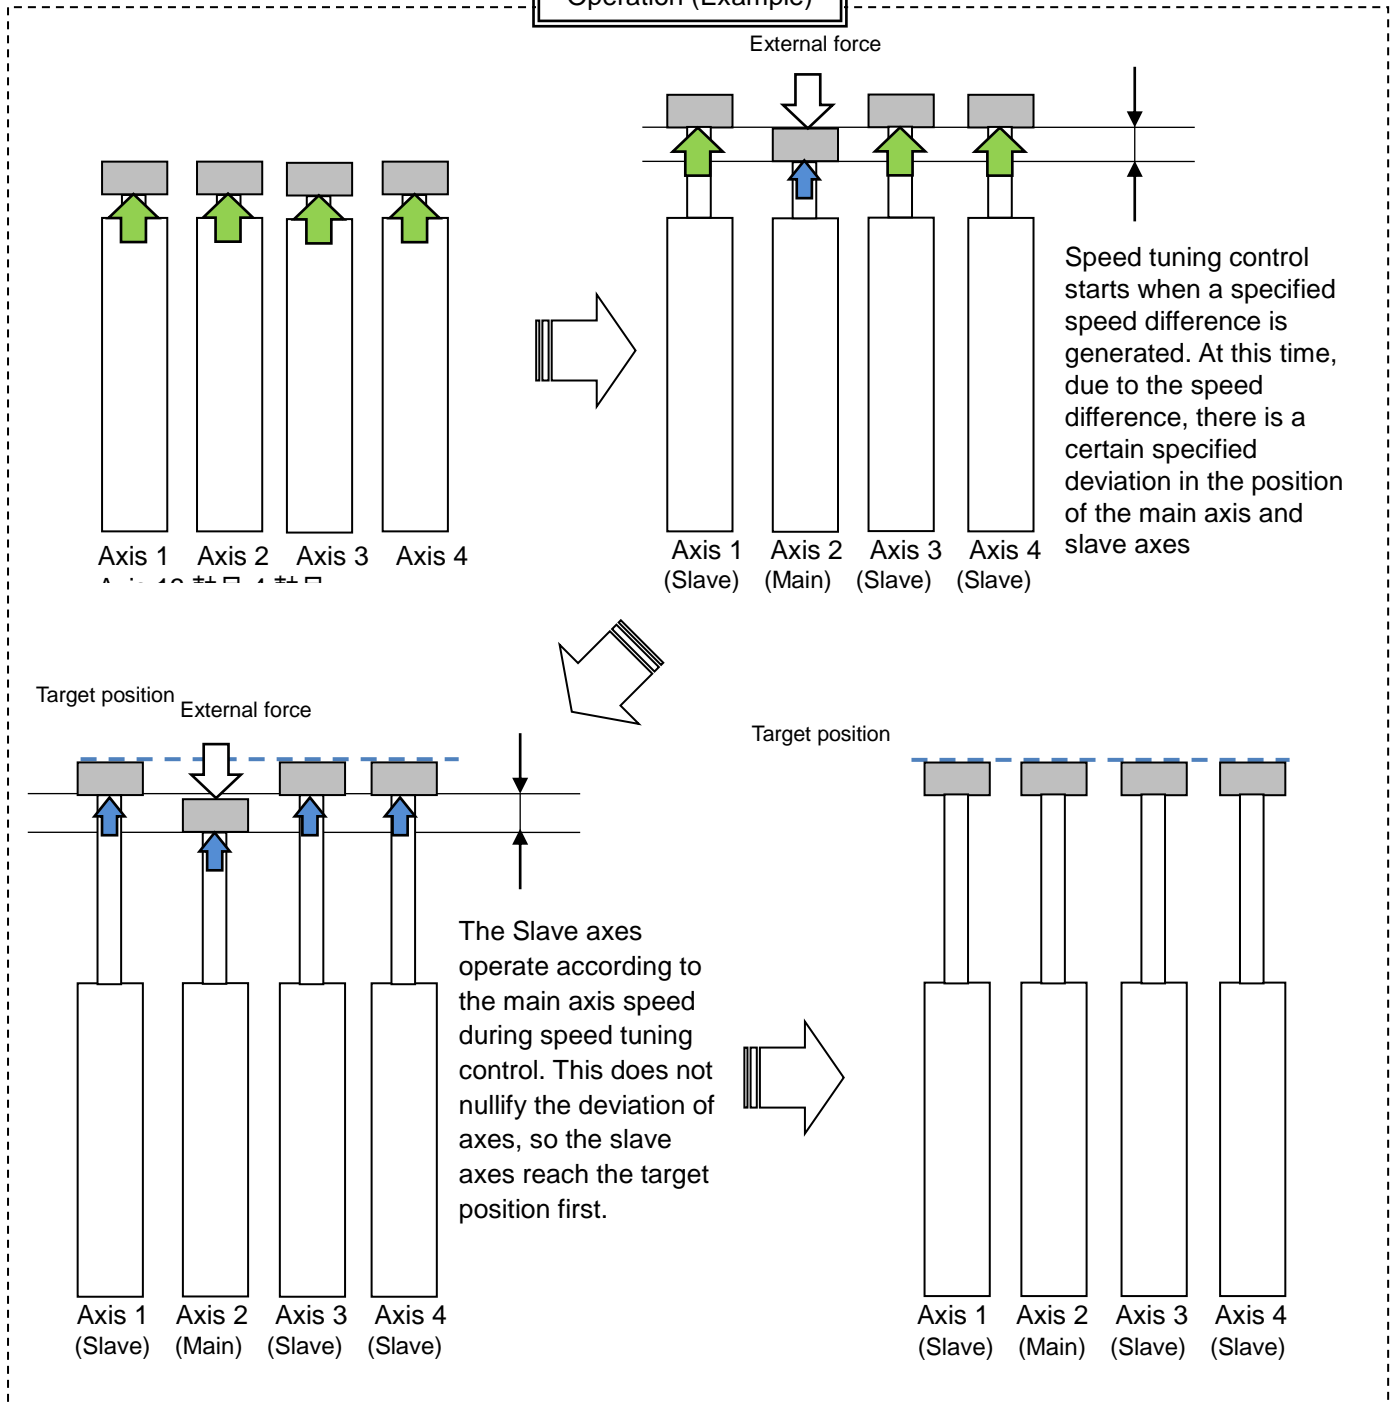 Operation (Example)
External force
Axis 1 Axis 2 Axis 3 Axis 4
Speed tuning control
starts when a specified
speed difference is
generated. At this time,
due to the speed
difference, there is a
certain specified
deviation in the position
of the main axis and
slave axes
Axis 1 Axis 2 Axis 3 Axis 4
(Slave) (Main) (Slave) (Slave)
Target position
External force
The Slave axes
operate according to
the main axis speed
during speed tuning
control. This does not
nullify the deviation of
axes, so the slave
axes reach the target
position first.
Axis 1 Axis 2 Axis 3 Axis 4
(Slave) (Main) (Slave) (Slave)
Target position
Axis 1 Axis 2 Axis 3 Axis 4
(Slave) (Main) (Slave) (Slave)